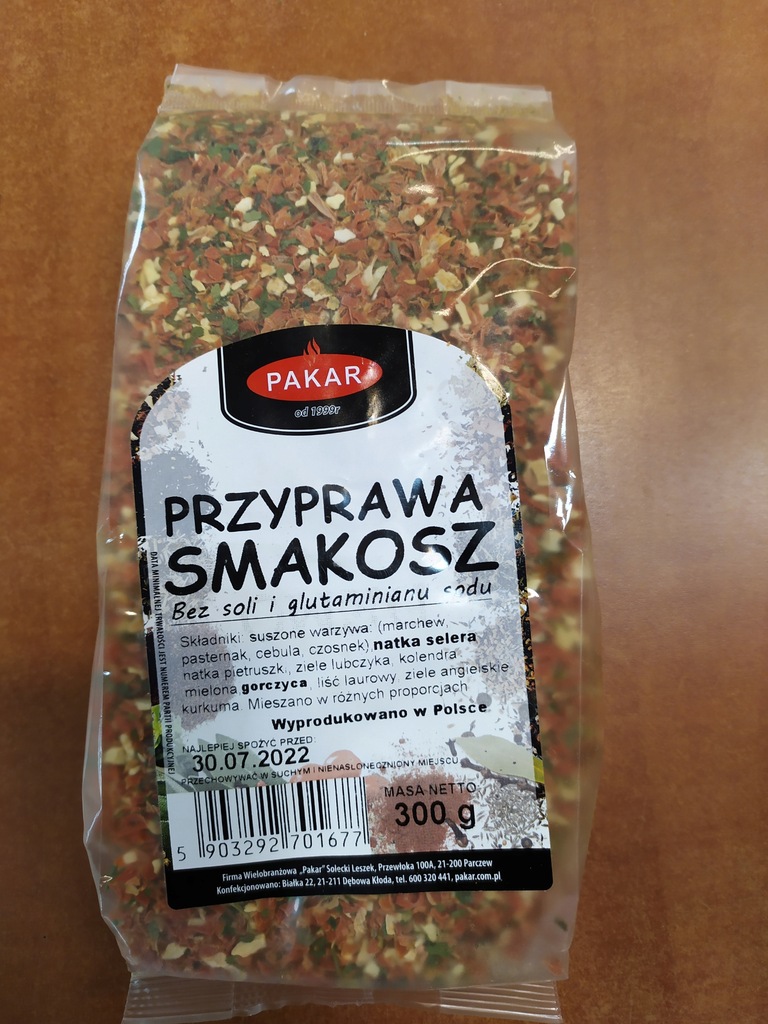 PAKAR
od 1999r
PRZYPRAWA
SMAKOSZ
Bez soli i glutaminianu sodu
Składniki: suszone warzywa: (marchew,
pasternak, cebula, czosnek) natka selera
natka pietruszki, ziele lubczyka, kolendra
mielona gorczyca, liść laurowy, ziele angielskie
kurkuma. Mieszano w różnych proporcjach
Wyprodukowano w Polsce
NAJLEPIEJ SPOŻYĆ PRZED:
30.07.2022
PRZECHOWYWAĆ W SUCHYM I NIENASŁONECZNIONY MIEJSCU
MASA NETTO
300 g
5 903292 701677
Firma Wielobranżowa „Pakar" Solecki Leszek, Przewłoka 100A, 21-200 Parczew
Konfekcjonowano: Białka 22, 21-211 Dębowa Kłoda, tel. 600 320 441, pakar.com.pl
DATA MINIMALNEJ TRWAŁOŚCI JEST NUMEREM PARTII PRODUKCYJNEJ